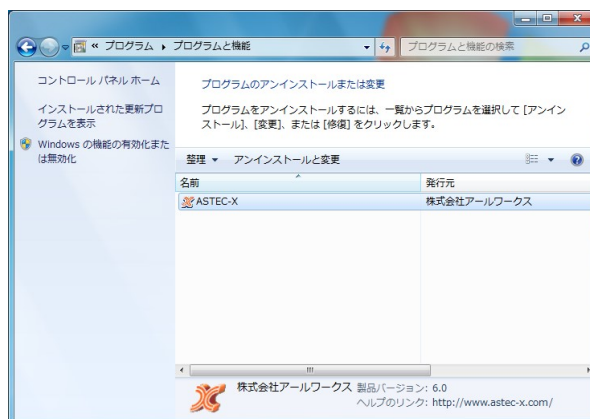 « プログラム ▸ プログラムと機能
プログラムと機能の検索
コントロール パネル ホーム
インストールされた更新プロ
グラムを表示
Windows の機能の有効化また
は無効化
プログラムのアンインストールまたは変更
プログラムをアンインストールするには、一覧からプログラムを選択して [アンイン
ストール]、[変更]、または [修復] をクリックします。
整理 ▼ アンインストールと変更
名前 発行元
ASTEC-X 株式会社アールワークス
株式会社アールワークス 製品バージョン: 6.0
ヘルプのリンク: http://www.astec-x.com/